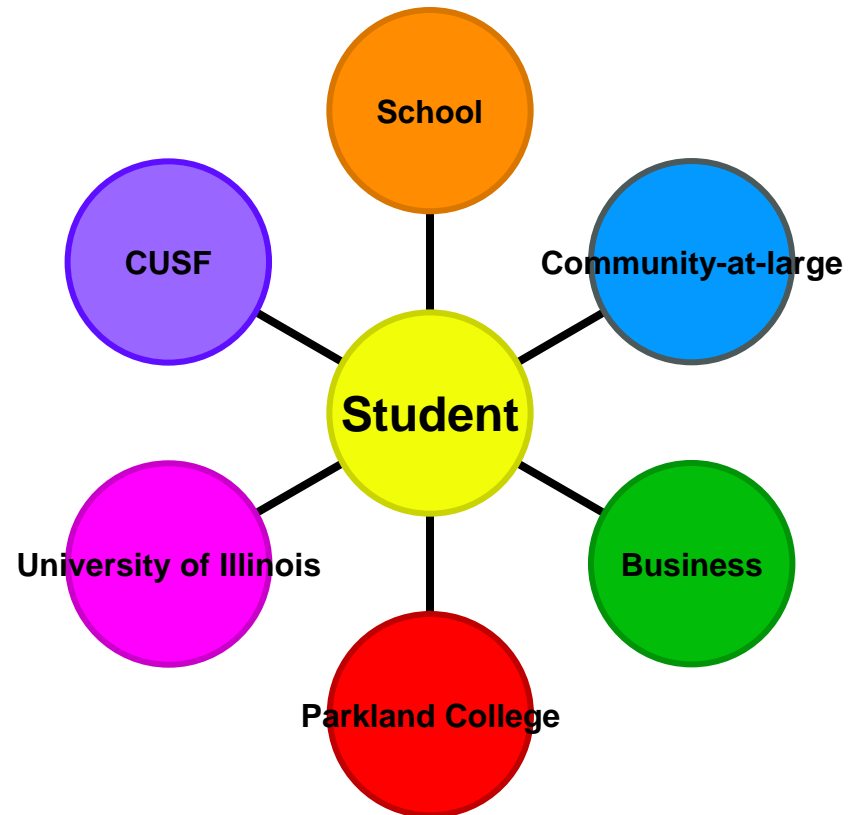 School
CUSF
Community-at-large
Student
University of Illinois
Business
Parkland College